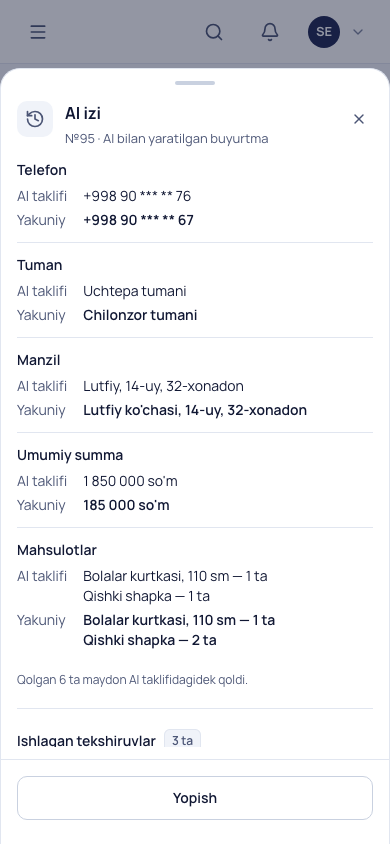 SE
AI izi
№95 · AI bilan yaratilgan buyurtma
Telefon
AI taklifi +998 90 *** ** 76
Yakuniy +998 90 *** ** 67
Tuman
AI taklifi Uchtepa tumani
Yakuniy Chilonzor tumani
Manzil
AI taklifi Lutfiy, 14-uy, 32-xonadon
Yakuniy Lutfiy ko'chasi, 14-uy, 32-xonadon
Umumiy summa
AI taklifi 1 850 000 so'm
Yakuniy 185 000 so'm
Mahsulotlar
AI taklifi Bolalar kurtkasi, 110 sm — 1 ta
Qishki shapka — 1 ta
Yakuniy Bolalar kurtkasi, 110 sm — 1 ta
Qishki shapka — 2 ta
Qolgan 6 ta maydon AI taklifidagidek qoldi.
Ishlagan tekshiruvlar 3 ta
Yopish